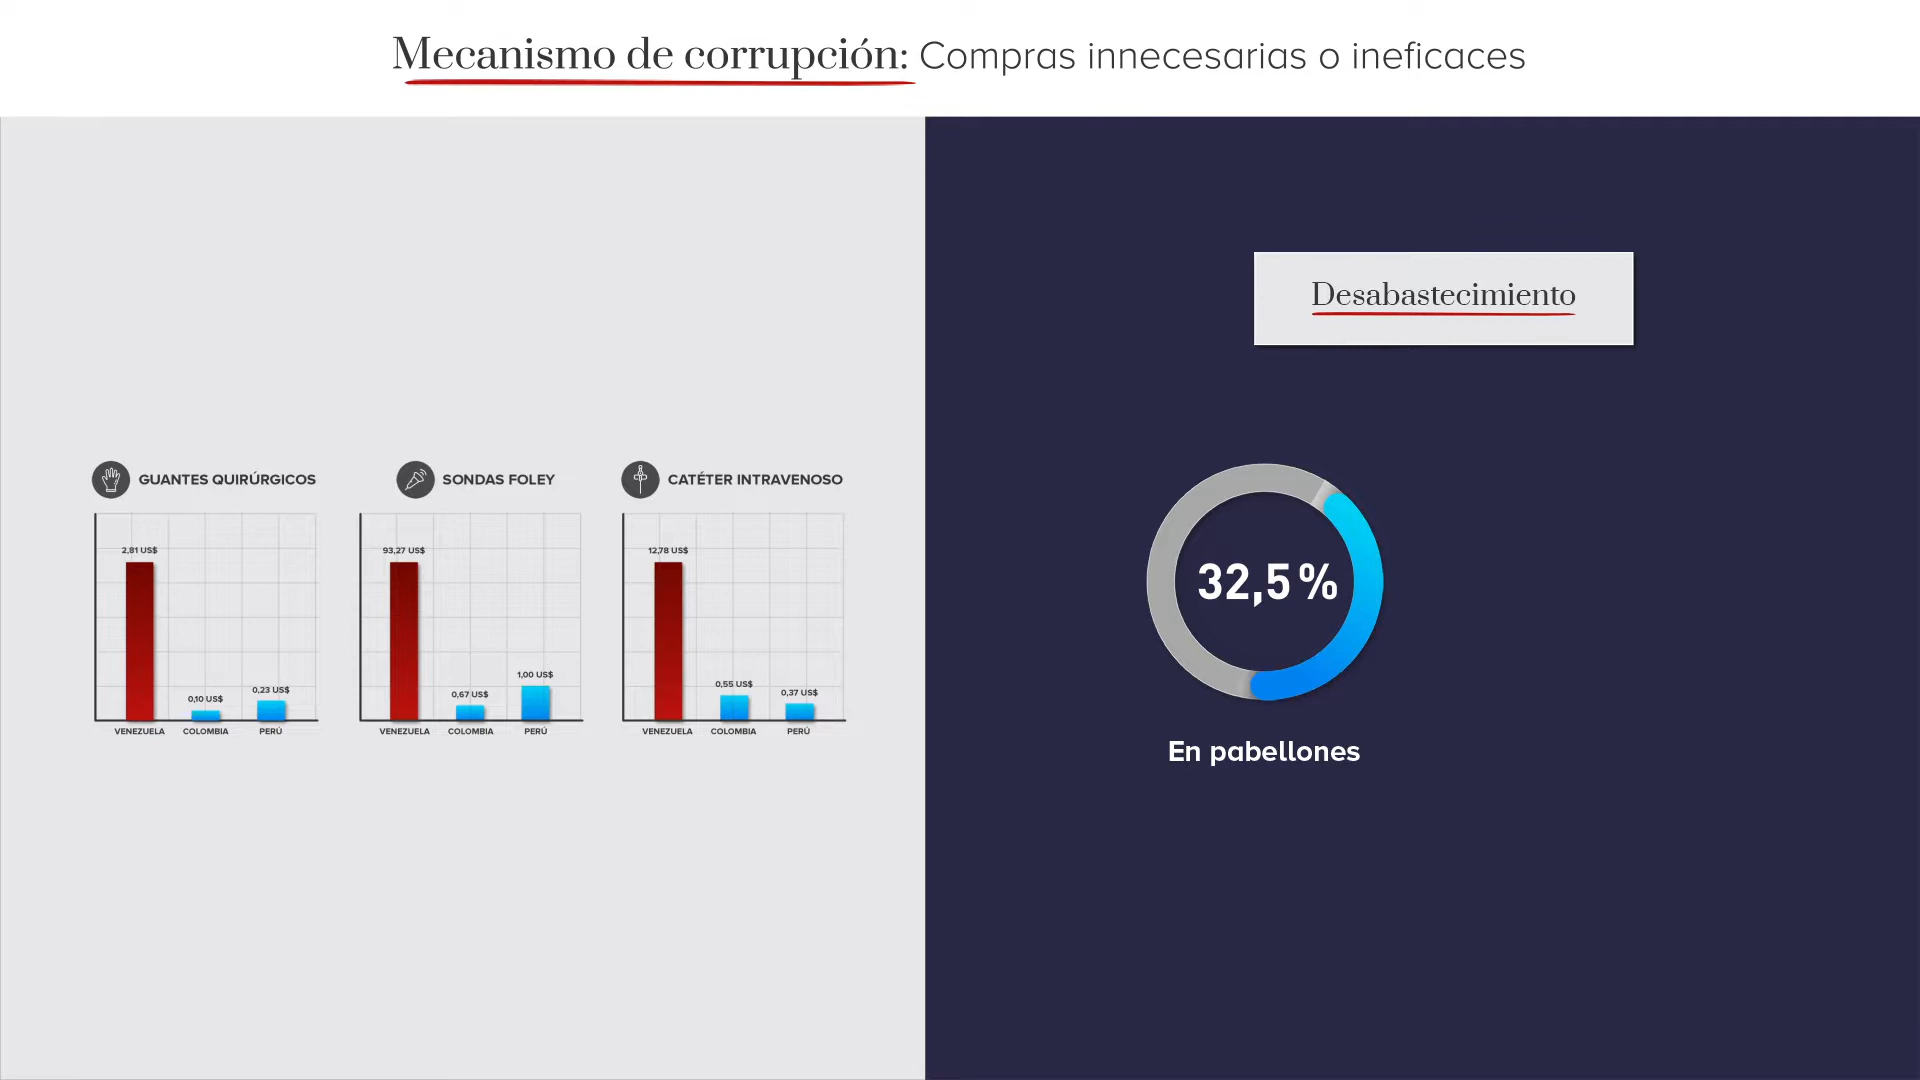 Mecanismo de corrupción: Compras innecesarias o ineficaces
GUANTES QUIRÚRGICOS
2,81 US$
0,10 US$
0,23 US$
VENEZUELA
COLOMBIA
PERÚ
SONDAS FOLEY
93,27 US$
0,67 US$
1,00 US$
VENEZUELA
COLOMBIA
PERÚ
CATÉTER INTRAVENOSO
12,78 US$
0,55 US$
0,37 US$
VENEZUELA
COLOMBIA
PERÚ
Desabastecimiento
32,5 %
En pabellones